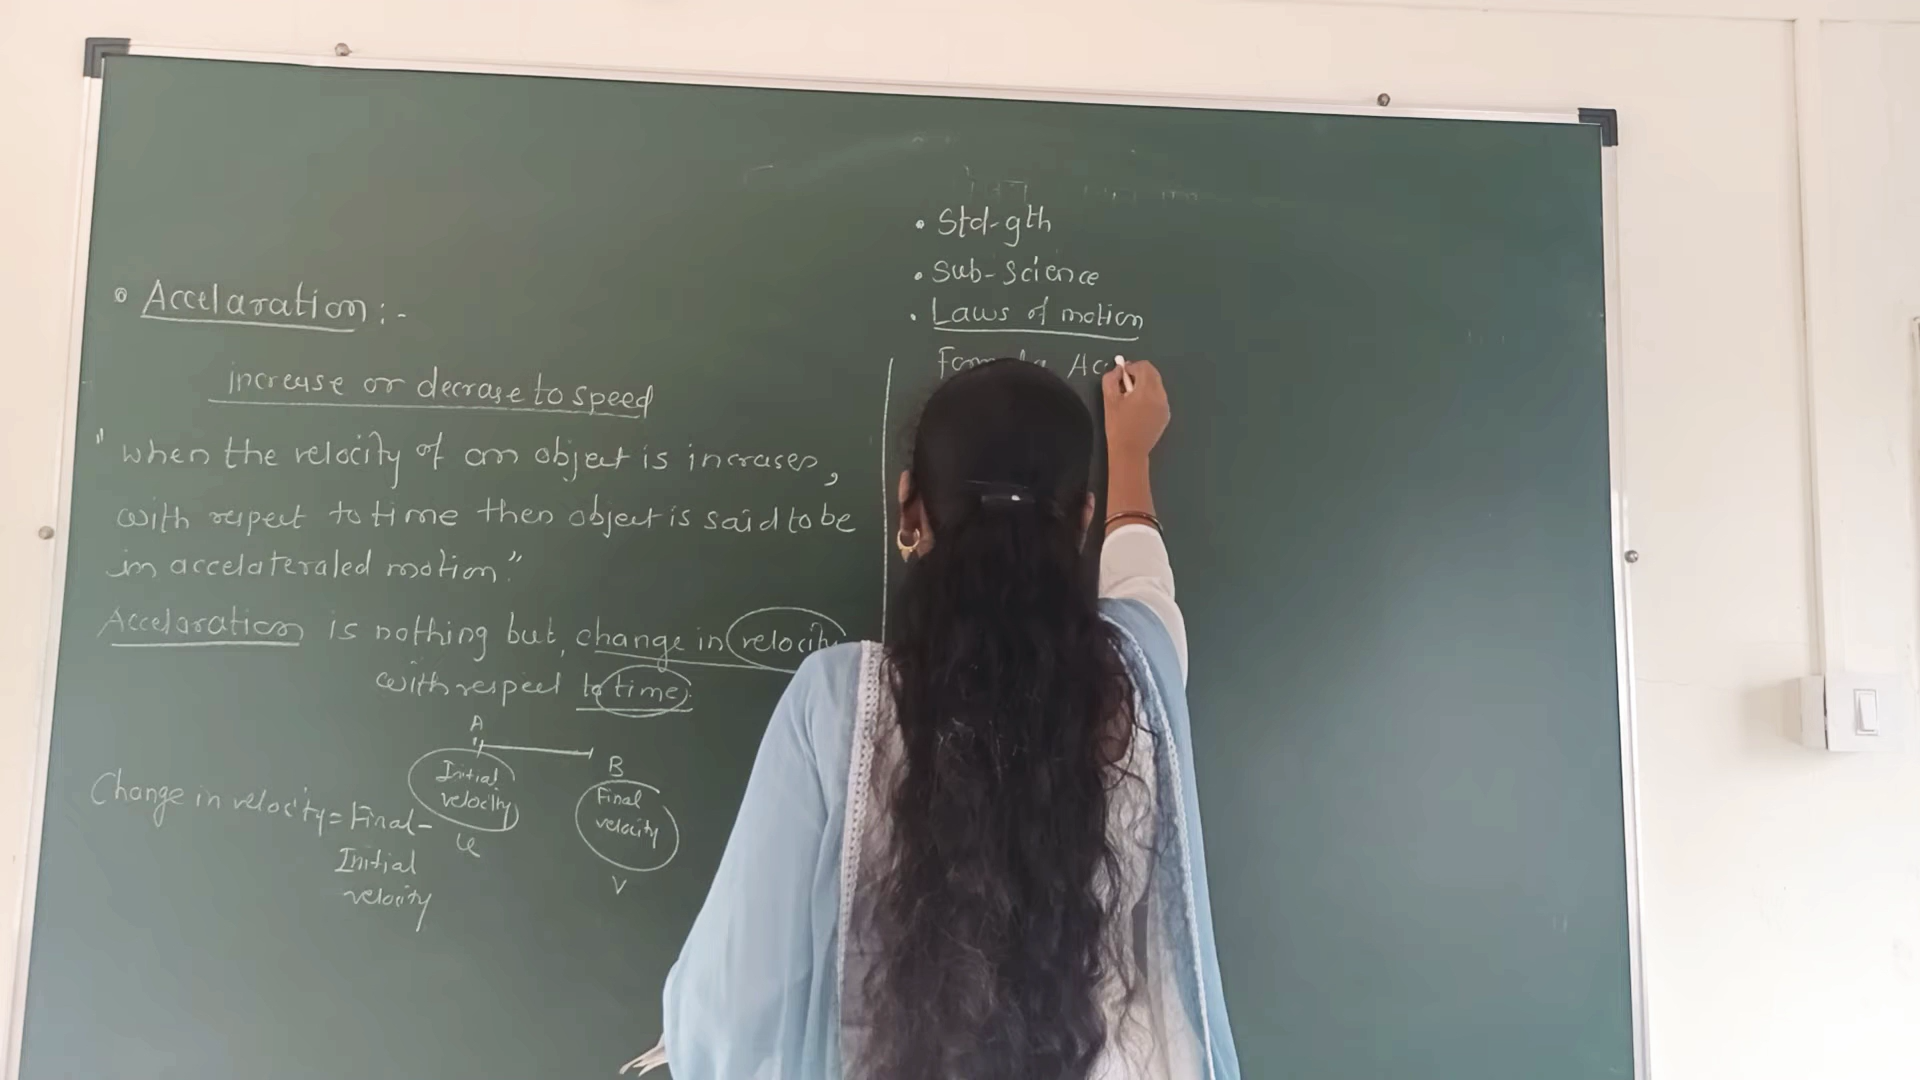 Accelaration:-
increase or decrase to speed
"when the velocity of an object is increases,
with respect to time then object is said to be
in accelateraled motion."
Accelaration is nothing but, change in velocity
with respect to time.
A
Initial
velocity
u
B
Final
velocity
V
Change in velocity = Final -
Initial
velocity
• Std-9th
• Sub-Science
• Laws of motion